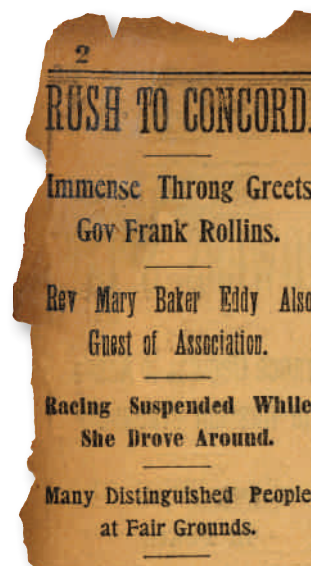 2
RUSH TO CONCORD.
Immense Throng Greets
Gov Frank Rollins.
Rev Mary Baker Eddy Also
Guest of Association.
Racing Suspended While
She Drove Around.
Many Distinguished People
at Fair Grounds.